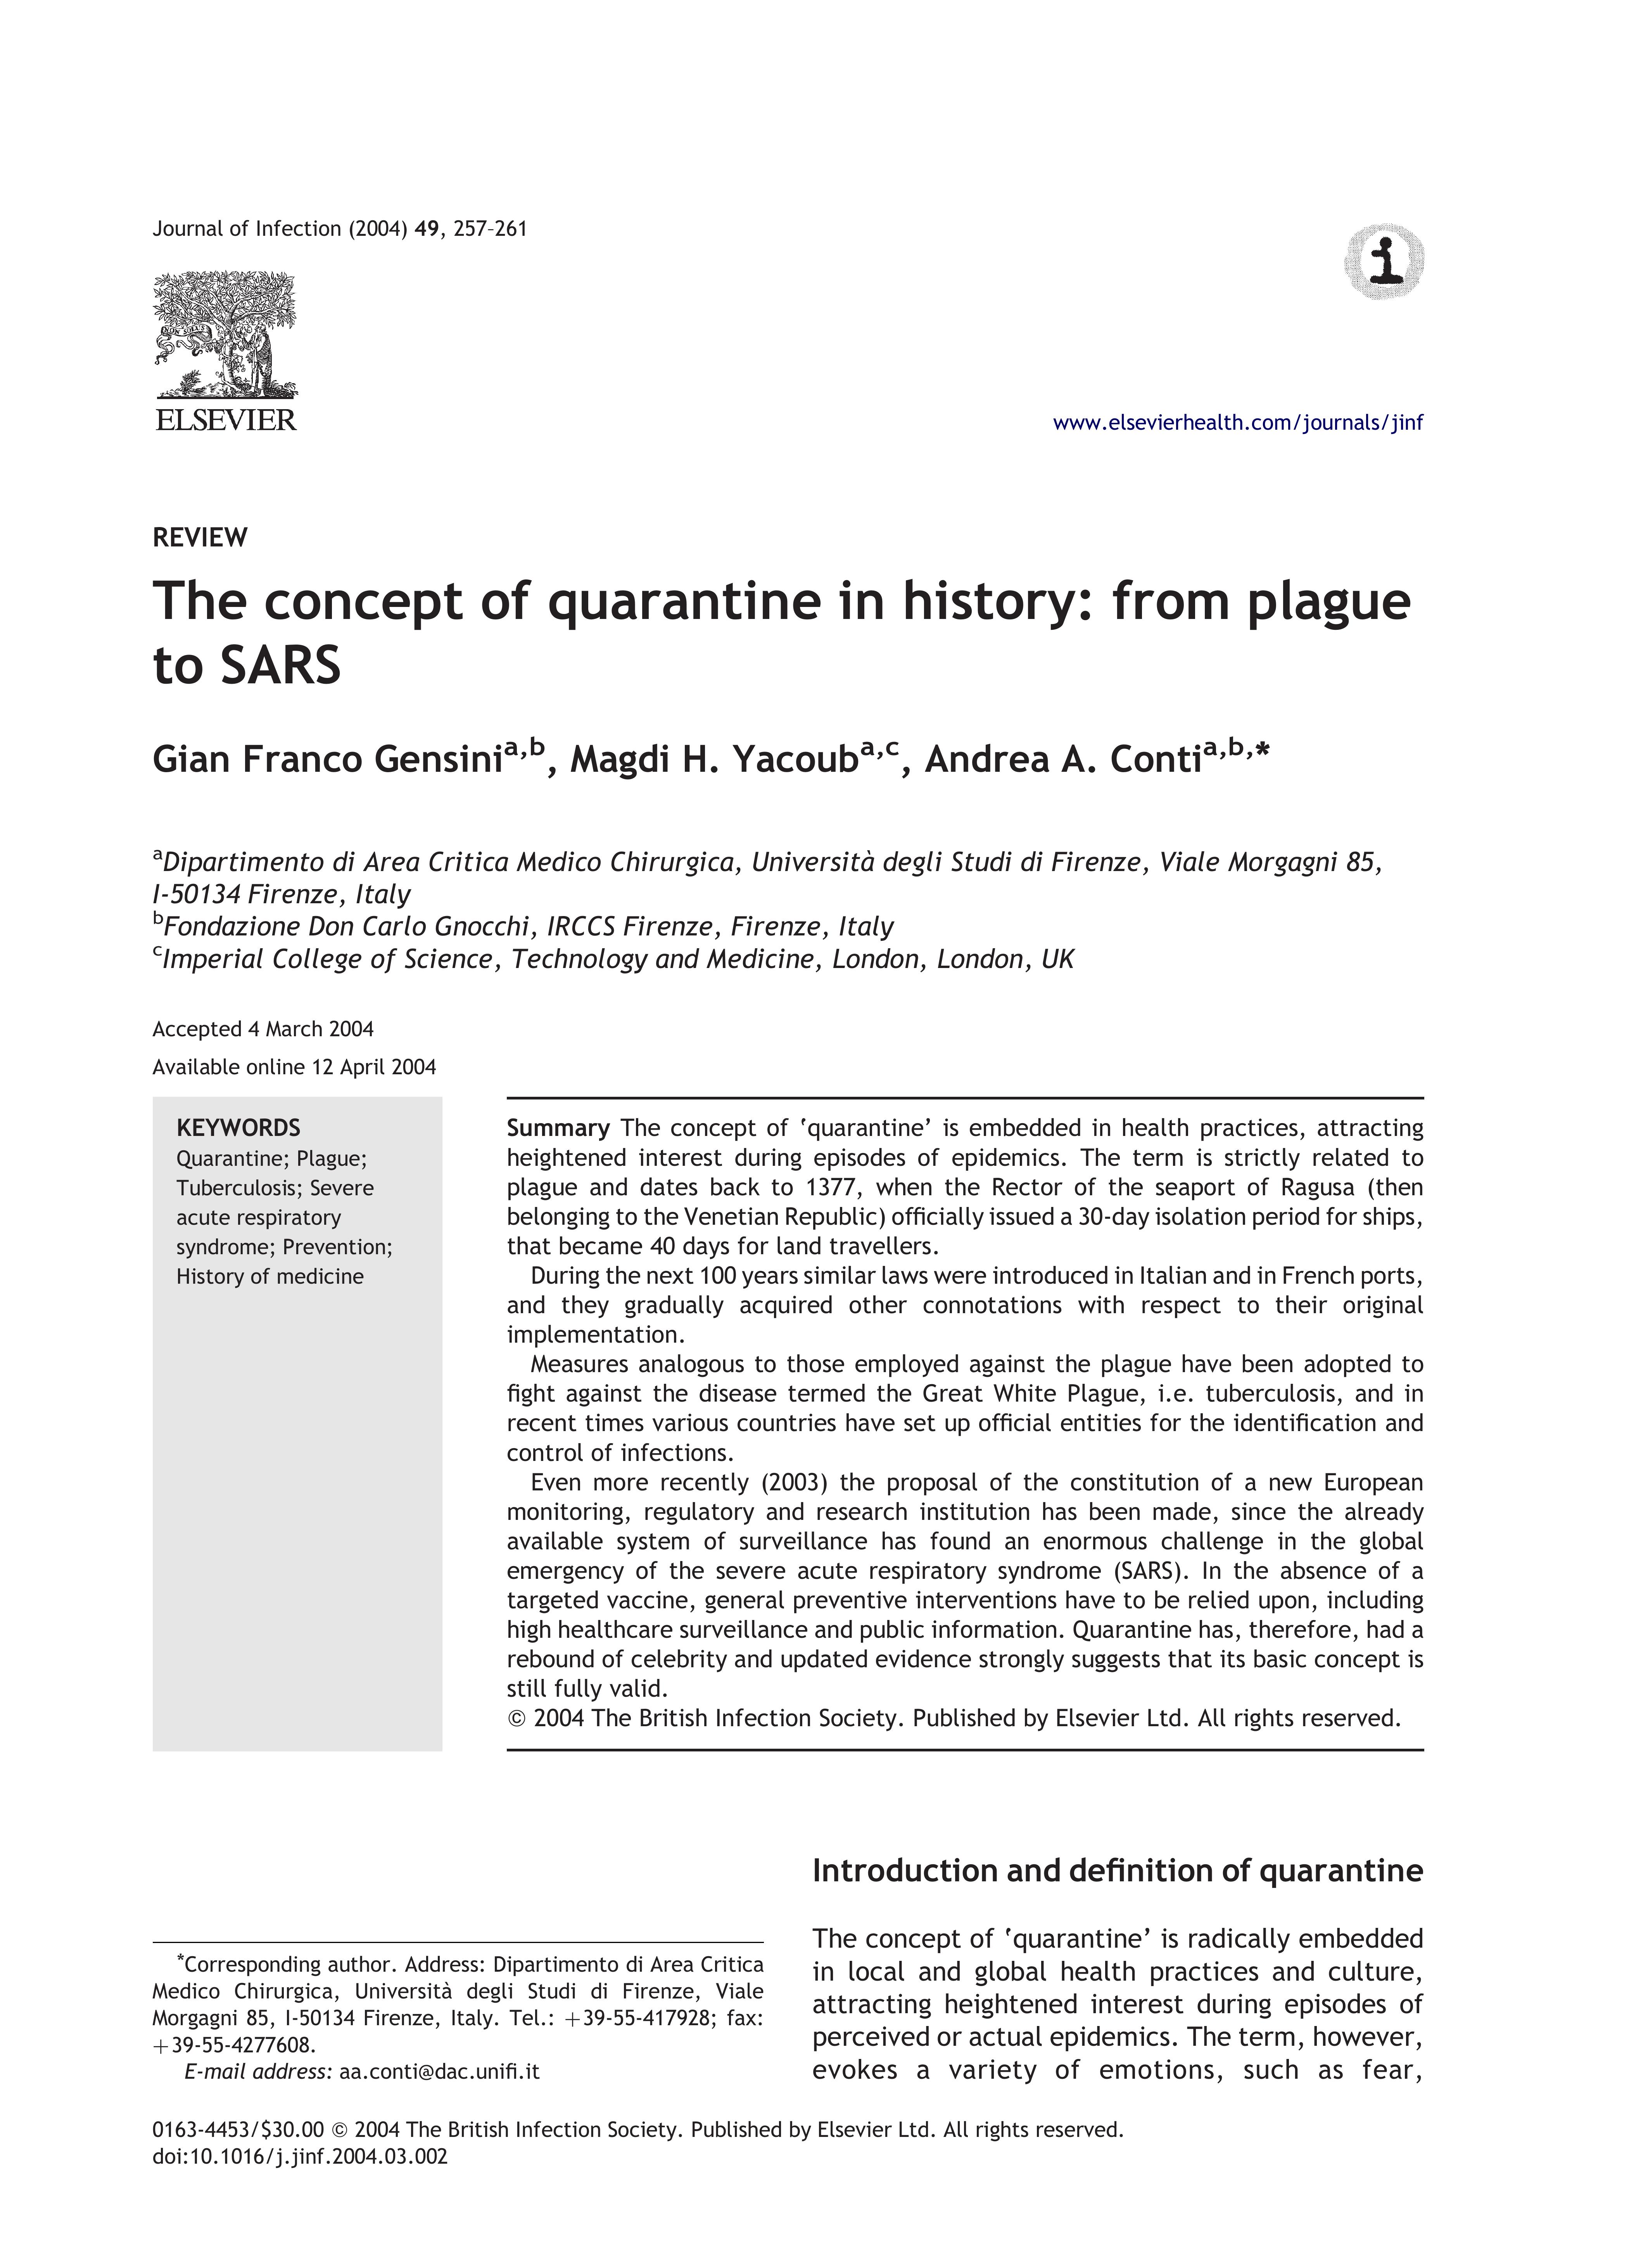 Journal of Infection (2004) 49, 257–261
ELSEVIER
www.elsevierhealth.com/journals/jinf
REVIEW
The concept of quarantine in history: from plague
to SARS
Gian Franco Gensinia,b, Magdi H. Yacouba,c, Andrea A. Contia,b,*
aDipartimento di Area Critica Medico Chirurgica, Università degli Studi di Firenze, Viale Morgagni 85,
I-50134 Firenze, Italy
bFondazione Don Carlo Gnocchi, IRCCS Firenze, Firenze, Italy
cImperial College of Science, Technology and Medicine, London, London, UK
Accepted 4 March 2004
Available online 12 April 2004
KEYWORDS
Quarantine; Plague;
Tuberculosis; Severe
acute respiratory
syndrome; Prevention;
History of medicine
Summary The concept of ‘quarantine’ is embedded in health practices, attracting
heightened interest during episodes of epidemics. The term is strictly related to
plague and dates back to 1377, when the Rector of the seaport of Ragusa (then
belonging to the Venetian Republic) officially issued a 30-day isolation period for ships,
that became 40 days for land travellers.
During the next 100 years similar laws were introduced in Italian and in French ports,
and they gradually acquired other connotations with respect to their original
implementation.
Measures analogous to those employed against the plague have been adopted to
fight against the disease termed the Great White Plague, i.e. tuberculosis, and in
recent times various countries have set up official entities for the identification and
control of infections.
Even more recently (2003) the proposal of the constitution of a new European
monitoring, regulatory and research institution has been made, since the already
available system of surveillance has found an enormous challenge in the global
emergency of the severe acute respiratory syndrome (SARS). In the absence of a
targeted vaccine, general preventive interventions have to be relied upon, including
high healthcare surveillance and public information. Quarantine has, therefore, had a
rebound of celebrity and updated evidence strongly suggests that its basic concept is
still fully valid.
© 2004 The British Infection Society. Published by Elsevier Ltd. All rights reserved.
*Corresponding author. Address: Dipartimento di Area Critica
Medico Chirurgica, Università degli Studi di Firenze, Viale
Morgagni 85, I-50134 Firenze, Italy. Tel.: +39-55-417928; fax:
+39-55-4277608.
E-mail address: aa.conti@dac.unifi.it
Introduction and definition of quarantine
The concept of ‘quarantine’ is radically embedded
in local and global health practices and culture,
attracting heightened interest during episodes of
perceived or actual epidemics. The term, however,
evokes a variety of emotions, such as fear,
0163-4453/$30.00 © 2004 The British Infection Society. Published by Elsevier Ltd. All rights reserved.
doi:10.1016/j.jinf.2004.03.002